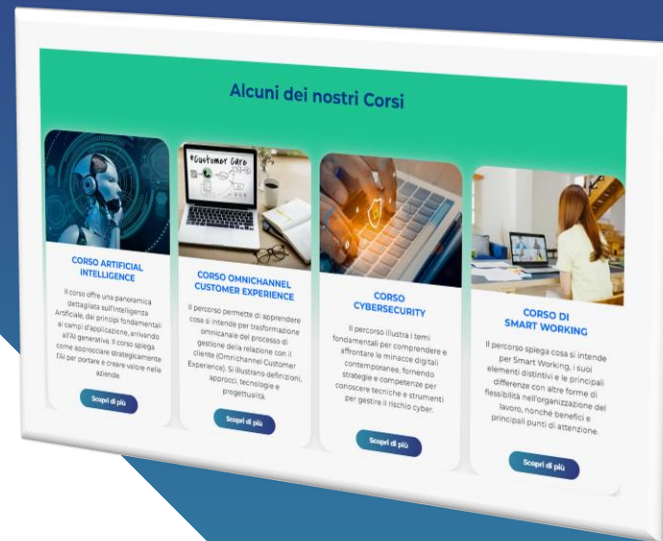 Alcuni dei nostri Corsi
CORSO ARTIFICIAL
INTELLIGENCE
Il corso offre una panoramica
dettagliata sull'Intelligenza
Artificiale, dai principi fondamentali
ai campi d'applicazione, arrivando
all'AI generativa. Il corso spiega
come approcciare strategicamente
l'AI per portare e creare valore nelle
aziende.
Scopri di più
#Customer Care
CORSO OMNICHANNEL
CUSTOMER EXPERIENCE
Il percorso permette di apprendere
cosa si intende per trasformazione
omnicanale del processo di
gestione della relazione con il
cliente (Omnichannel Customer
Experience). Si illustrano definizioni,
approcci, tecnologie e
progettualità.
Scopri di più
CORSO
CYBERSECURITY
Il percorso illustra i temi
fondamentali per comprendere e
affrontare le minacce digitali
contemporanee, fornendo
strategie e competenze per
conoscere tecniche e strumenti
per gestire il rischio cyber.
Scopri di più
CORSO DI
SMART WORKING
Il percorso spiega cosa si intende
per Smart Working, i suoi
elementi distintivi e le principali
differenze con altre forme di
flessibilità nell'organizzazione del
lavoro, nonché benefici e
principali punti di attenzione.
Scopri di più